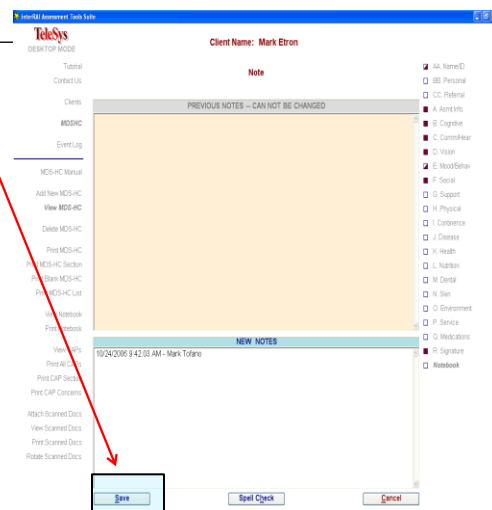 interRAI Assessment Tools Suite
TeleSys
DESKTOP MODE
Tutorial
Contact Us
Clients
MDSHC
Event Log
MDS-HC Manual
Add New MDS-HC
View MDS-HC
Delete MDS-HC
Print MDS-HC
Print MDS-HC Section
Print Blank MDS-HC
Print MDS-HC List
View Notebook
Print Notebook
View CAPs
Print All CAPs
Print CAP Section
Print CAP Concerns
Attach Scanned Docs
View Scanned Docs
Print Scanned Docs
Rotate Scanned Docs
Client Name: Mark Etron
Note
PREVIOUS NOTES -- CAN NOT BE CHANGED
NEW NOTES
10/24/2006 9:42:03 AM - Mark Tofano
Save
Spell Check
Cancel
AA. Name/ID
BB. Personal
CC. Referral
A. Asmt Info
B. Cognitive
C. Comm/Hear
D. Vision
E. Mood/Behav
F. Social
G. Support
H. Physical
I. Continence
J. Disease
K. Health
L. Nutrition
M. Dental
N. Skin
O. Environment
P. Service
Q. Medications
R. Signature
Notebook